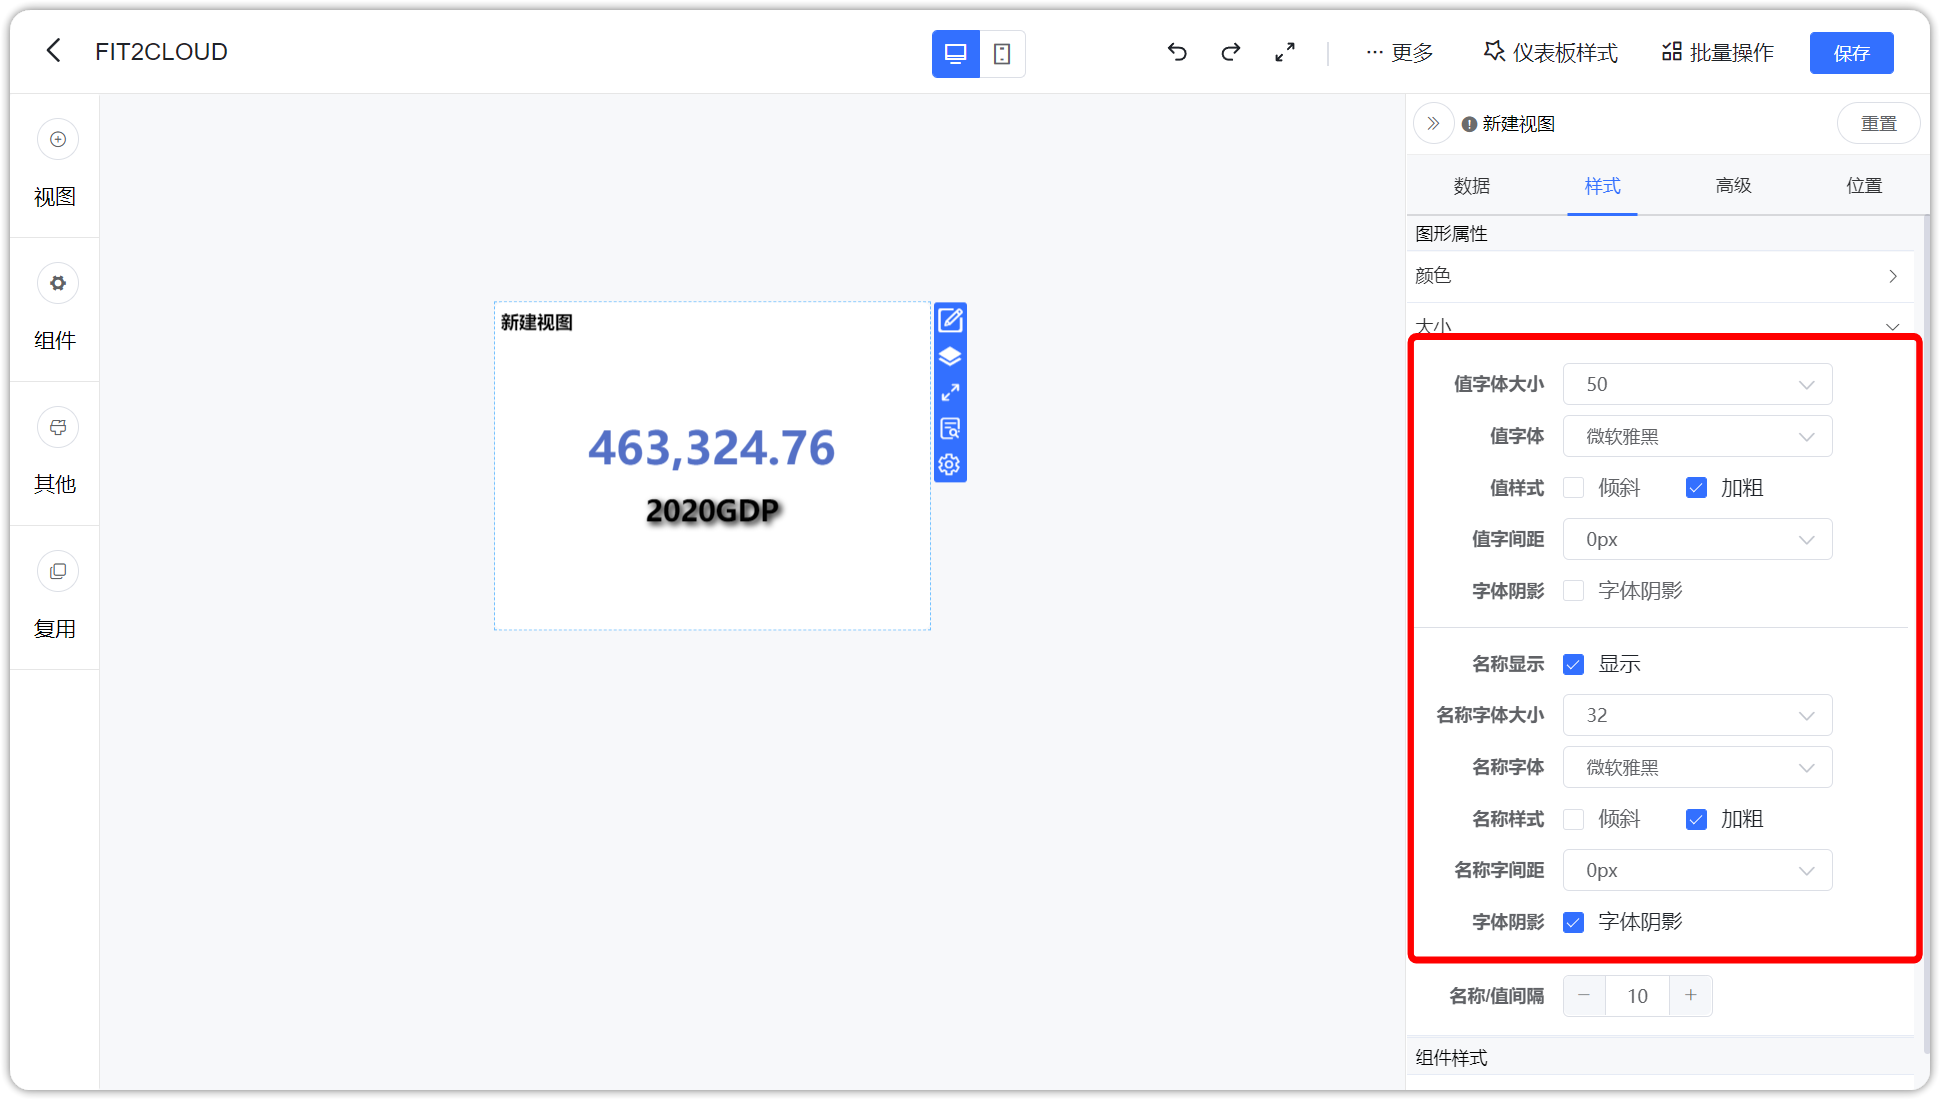 FIT2CLOUD
更多
仪表板样式
批量操作
保存
视图
组件
其他
复用
新建视图
463,324.76
2020GDP
新建视图
重置
数据
样式
高级
位置
图形属性
颜色
大小
值字体大小 50
值字体 微软雅黑
值样式 倾斜 加粗
值字间距 0px
字体阴影 字体阴影
名称显示 显示
名称字体大小 32
名称字体 微软雅黑
名称样式 倾斜 加粗
名称字间距 0px
字体阴影 字体阴影
名称/值间隔 − 10 +
组件样式